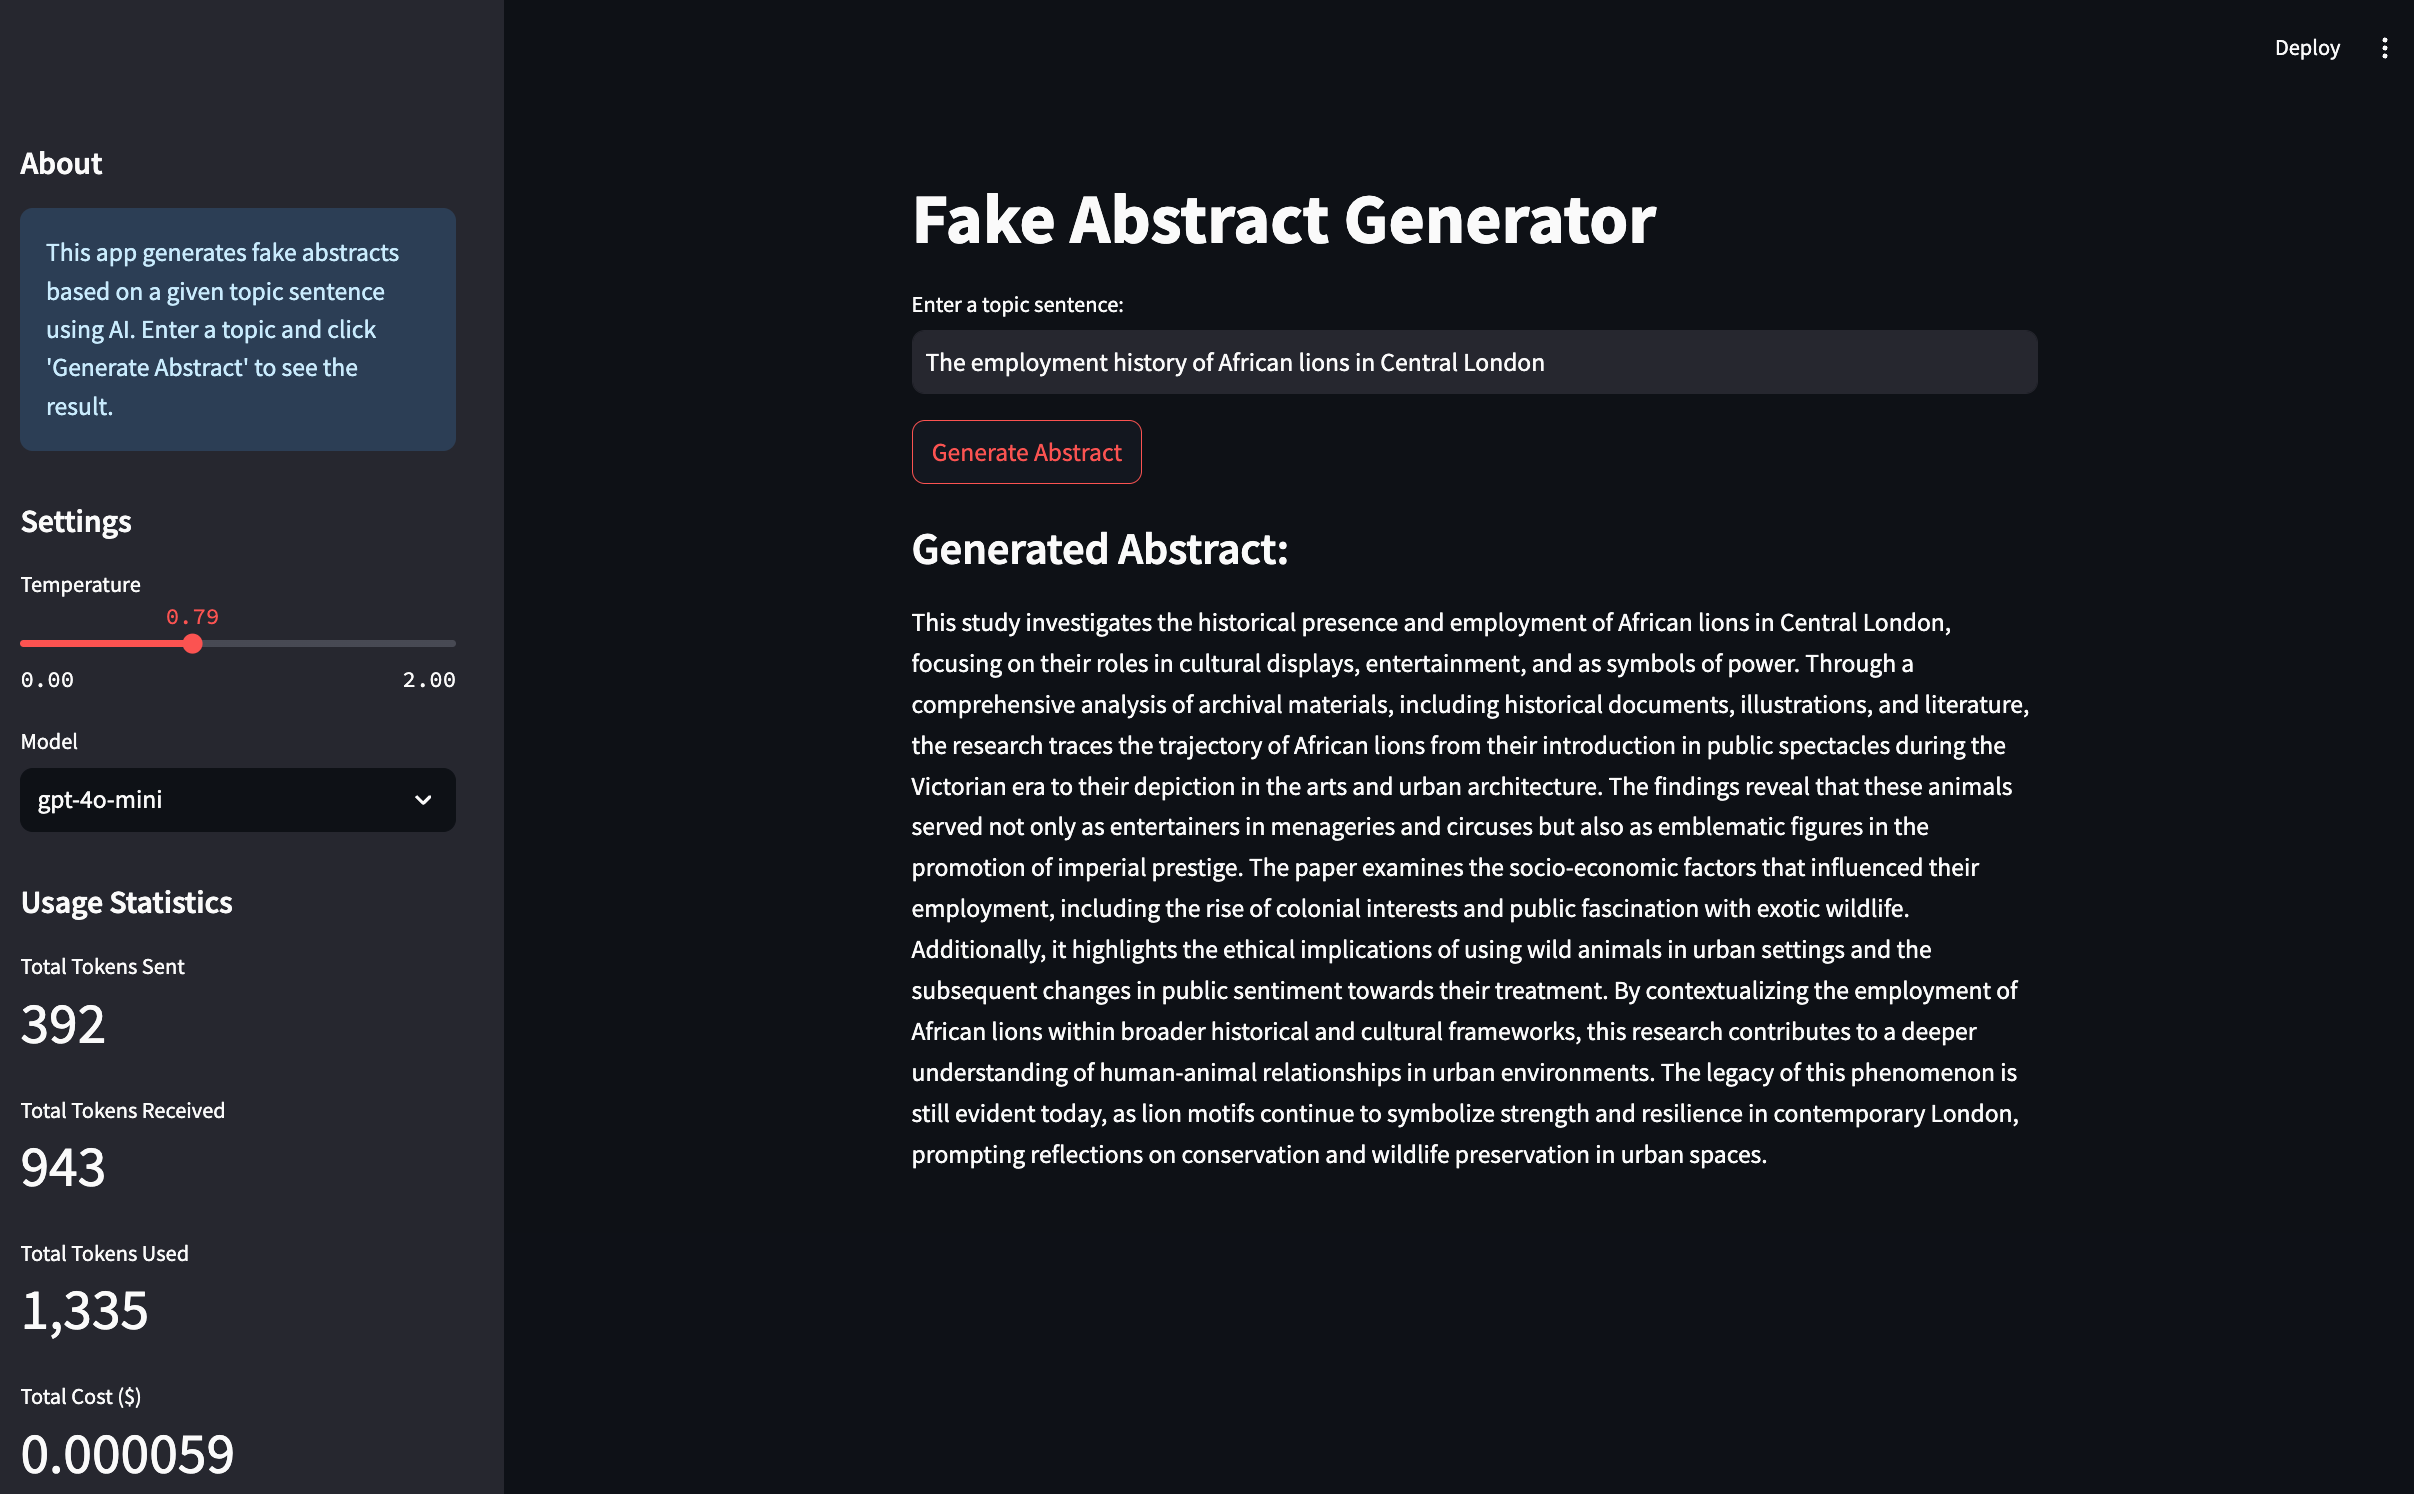 Deploy
About
This app generates fake abstracts
based on a given topic sentence
using AI. Enter a topic and click
'Generate Abstract' to see the
result.
Settings
Temperature
0.79
0.00
2.00
Model
gpt-4o-mini
Usage Statistics
Total Tokens Sent
392
Total Tokens Received
943
Total Tokens Used
1,335
Total Cost ($)
0.000059
Fake Abstract Generator
Enter a topic sentence:
The employment history of African lions in Central London
Generate Abstract
Generated Abstract:
This study investigates the historical presence and employment of African lions in Central London,
focusing on their roles in cultural displays, entertainment, and as symbols of power. Through a
comprehensive analysis of archival materials, including historical documents, illustrations, and literature,
the research traces the trajectory of African lions from their introduction in public spectacles during the
Victorian era to their depiction in the arts and urban architecture. The findings reveal that these animals
served not only as entertainers in menageries and circuses but also as emblematic figures in the
promotion of imperial prestige. The paper examines the socio-economic factors that influenced their
employment, including the rise of colonial interests and public fascination with exotic wildlife.
Additionally, it highlights the ethical implications of using wild animals in urban settings and the
subsequent changes in public sentiment towards their treatment. By contextualizing the employment of
African lions within broader historical and cultural frameworks, this research contributes to a deeper
understanding of human-animal relationships in urban environments. The legacy of this phenomenon is
still evident today, as lion motifs continue to symbolize strength and resilience in contemporary London,
prompting reflections on conservation and wildlife preservation in urban spaces.